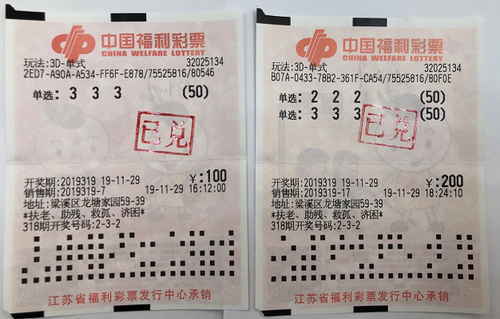 中国福利彩票
CHINA WELFARE LOTTERY
玩法:3D-单式 32025134
2ED7-A90A-A534-FF6F-E878/75525816/80546
单选: 3 3 3 (50)
已兑
开奖期:2019319 19-11-29 ¥:100
销售期:2019319-7 19-11-29 16:12:00
地址:梁溪区龙塘家园59-39
*扶老、助残、救孤、济困*
318期开奖号码:2-3-2
江苏省福利彩票发行中心承销
中国福利彩票
CHINA WELFARE LOTTERY
玩法:3D-单式 32025134
B07A-D433-78B2-361F-CA54/75525816/80F0E
单选: 2 2 2 (50)
单选: 3 3 3 (50)
已兑
开奖期:2019319 19-11-29 ¥:200
销售期:2019319-17 19-11-29 18:24:10
地址:梁溪区龙塘家园59-39
*扶老、助残、救孤、济困*
318期开奖号码:2-3-2
江苏省福利彩票发行中心承销